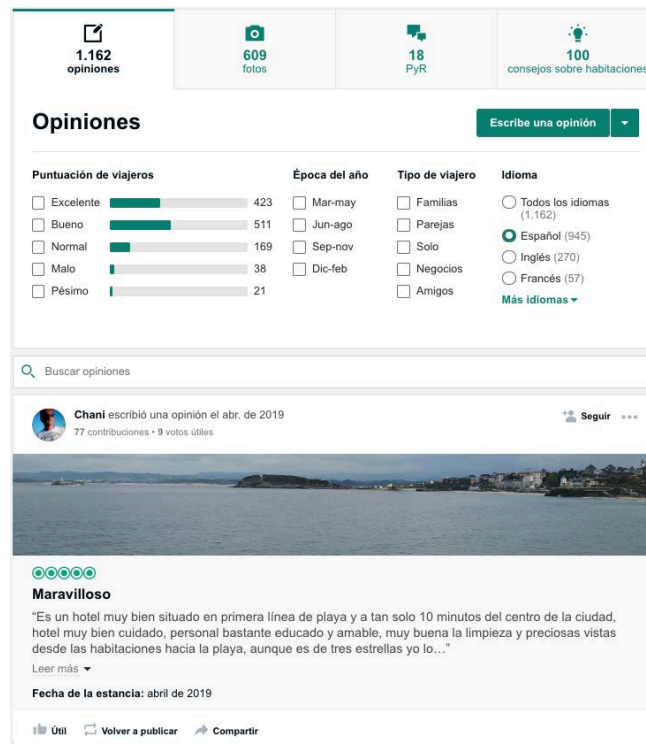 1.162
opiniones
609
fotos
18
PyR
100
consejos sobre habitaciones
Opiniones
Escribe una opinión
Puntuación de viajeros
Excelente 423
Bueno 511
Normal 169
Malo 38
Pésimo 21
Época del año
Mar-may
Jun-ago
Sep-nov
Dic-feb
Tipo de viajero
Familias
Parejas
Solo
Negocios
Amigos
Idioma
Todos los idiomas
(1.162)
Español (945)
Inglés (270)
Francés (57)
Más idiomas
Buscar opiniones
Chani escribió una opinión el abr. de 2019
Seguir
77 contribuciones • 9 votos útiles
Maravilloso
“Es un hotel muy bien situado en primera línea de playa y a tan solo 10 minutos del centro de la ciudad,
hotel muy bien cuidado, personal bastante educado y amable, muy buena la limpieza y preciosas vistas
desde las habitaciones hacia la playa, aunque es de tres estrellas yo lo…”
Leer más
Fecha de la estancia: abril de 2019
Útil
Volver a publicar
Compartir